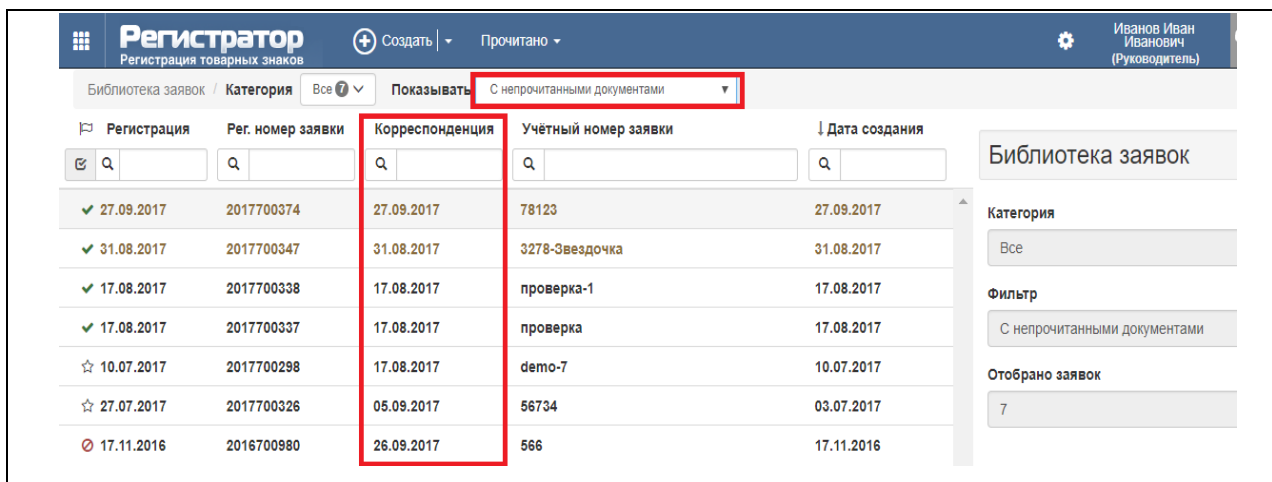 Регистратор
Регистрация товарных знаков
Создать
Прочитано
Иванов Иван
Иванович
(Руководитель)
Библиотека заявок / Категория Все 7 Показывать С непрочитанными документами
Регистрация Рег. номер заявки Корреспонденция Учётный номер заявки ↓ Дата создания
Библиотека заявок
27.09.2017 2017700374 27.09.2017 78123 27.09.2017
Категория
31.08.2017 2017700347 31.08.2017 3278-Звездочка 31.08.2017
Все
17.08.2017 2017700338 17.08.2017 проверка-1 17.08.2017
Фильтр
17.08.2017 2017700337 17.08.2017 проверка 17.08.2017
С непрочитанными документами
10.07.2017 2017700298 17.08.2017 demo-7 10.07.2017
Отобрано заявок
27.07.2017 2017700326 05.09.2017 56734 03.07.2017
7
17.11.2016 2016700980 26.09.2017 566 17.11.2016